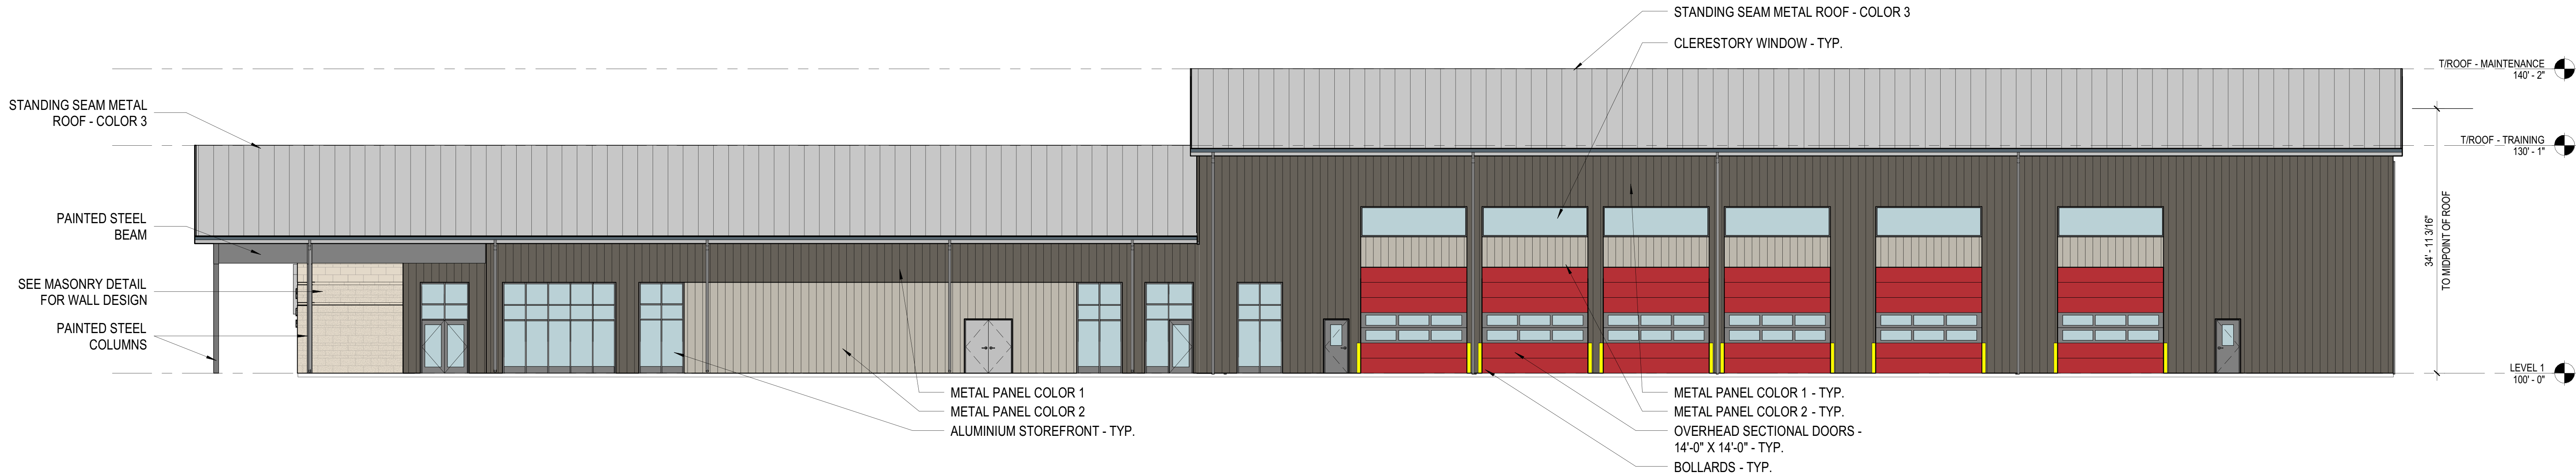 STANDING SEAM METAL ROOF - COLOR 3
CLERESTORY WINDOW - TYP.
T/ROOF - MAINTENANCE
140' - 2"
STANDING SEAM METAL
ROOF - COLOR 3
T/ROOF - TRAINING
130' - 1"
PAINTED STEEL
BEAM
34' - 11 3/16"
TO MIDPOINT OF ROOF
SEE MASONRY DETAIL
FOR WALL DESIGN
PAINTED STEEL
COLUMNS
LEVEL 1
100' - 0"
METAL PANEL COLOR 1
METAL PANEL COLOR 2
ALUMINIUM STOREFRONT - TYP.
METAL PANEL COLOR 1 - TYP.
METAL PANEL COLOR 2 - TYP.
OVERHEAD SECTIONAL DOORS -
14'-0" X 14'-0" - TYP.
BOLLARDS - TYP.